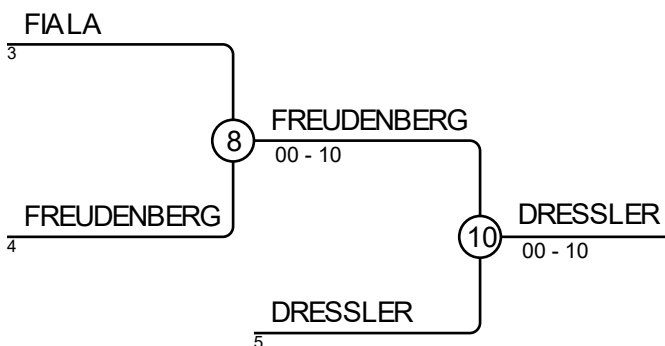 FIALA
3
8
FREUDENBERG
00 - 10
FREUDENBERG
4
10
DRESSLER
00 - 10
DRESSLER
5